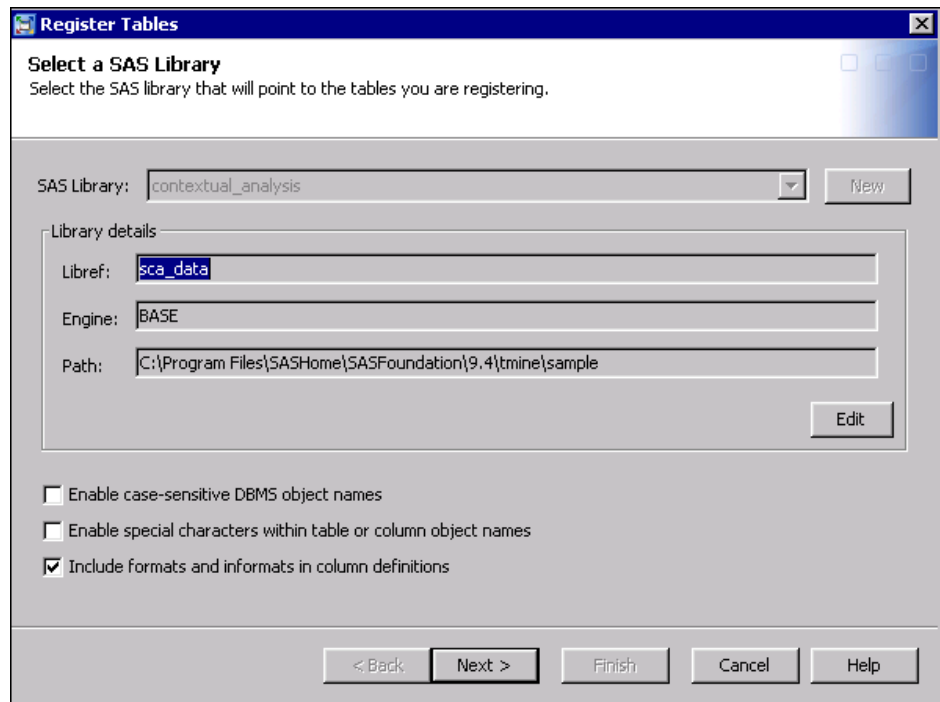 Register Tables
Select a SAS Library
Select the SAS library that will point to the tables you are registering.
SAS Library: contextual_analysis New
Library details
Libref: sca_data
Engine: BASE
Path: C:\Program Files\SASHome\SASFoundation\9.4\tmine\sample
Edit
Enable case-sensitive DBMS object names
Enable special characters within table or column object names
Include formats and informats in column definitions
< Back Next > Finish Cancel Help